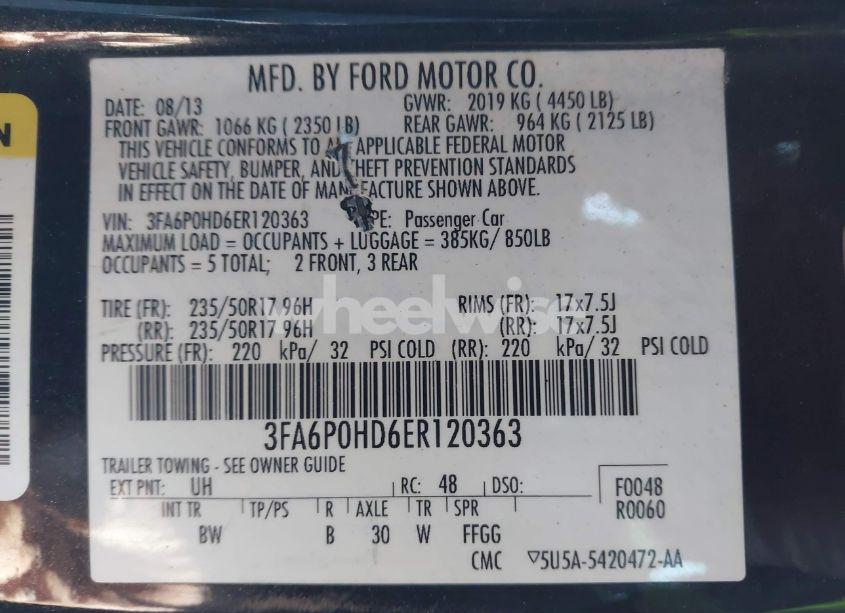 N
MFD. BY FORD MOTOR CO.
DATE: 08/13 GVWR: 2019 KG ( 4450 LB)
FRONT GAWR: 1066 KG ( 2350 LB) REAR GAWR: 964 KG ( 2125 LB)
THIS VEHICLE CONFORMS TO APPLICABLE FEDERAL MOTOR
VEHICLE SAFETY, BUMPER, AND THEFT PREVENTION STANDARDS
IN EFFECT ON THE DATE OF MANUFACTURE SHOWN ABOVE.
VIN: 3FA6P0HD6ER120363 PE: Passenger Car
MAXIMUM LOAD = OCCUPANTS + LUGGAGE = 385KG/ 850LB
OCCUPANTS = 5 TOTAL; 2 FRONT, 3 REAR
wheelwise
TIRE (FR): 235/50R17 96H RIMS (FR): 17x7.5J
(RR): 235/50R17 96H (RR): 17x7.5J
PRESSURE (FR): 220 kPa/ 32 PSI COLD (RR): 220 kPa/ 32 PSI COLD
3FA6P0HD6ER120363
TRAILER TOWING - SEE OWNER GUIDE
EXT PNT: UH RC: 48 DSO: F0048
INT TR TP/PS R AXLE TR SPR R0060
BW B 30 W FFGG
CMC ▽5U5A-5420472-AA